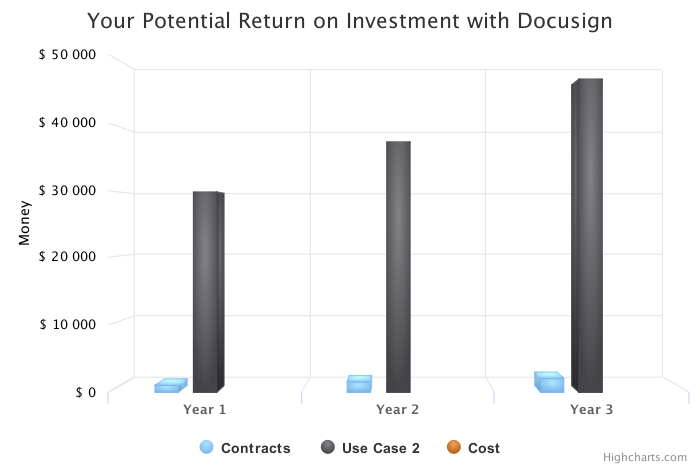 Your Potential Return on Investment with Docusign
$ 50 000
$ 40 000
$ 30 000
$ 20 000
$ 10 000
$ 0
Money
Year 1
Year 2
Year 3
Contracts
Use Case 2
Cost
Highcharts.com